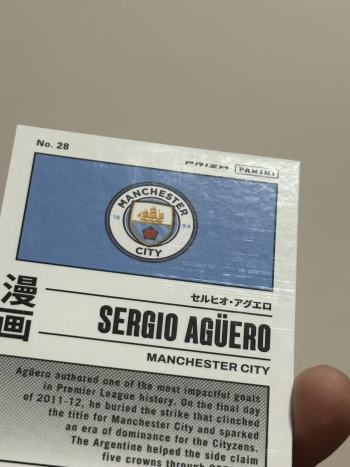 No. 28
PRIZM PANINI
MANCHESTER
18 94
CITY
漫画
セルヒオ・アグエロ
SERGIO AGÜERO
MANCHESTER CITY
Agüero authored one of the most impactful goals
in Premier League history. On the final day
of 2011-12, he buried the strike that clinched
the title for Manchester City and sparked
an era of dominance for the Cityzens.
The Argentine helped the side claim
five crowns through